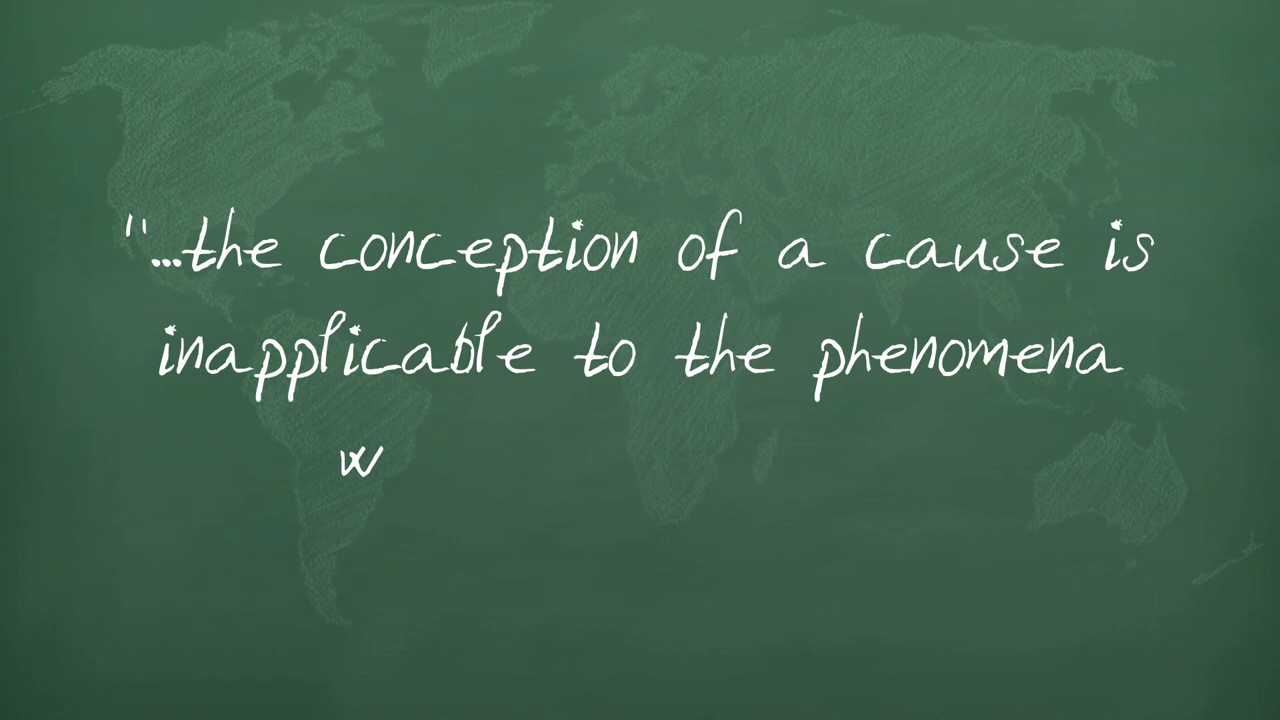 "...the conception of a cause is
inapplicable to the phenomena
w